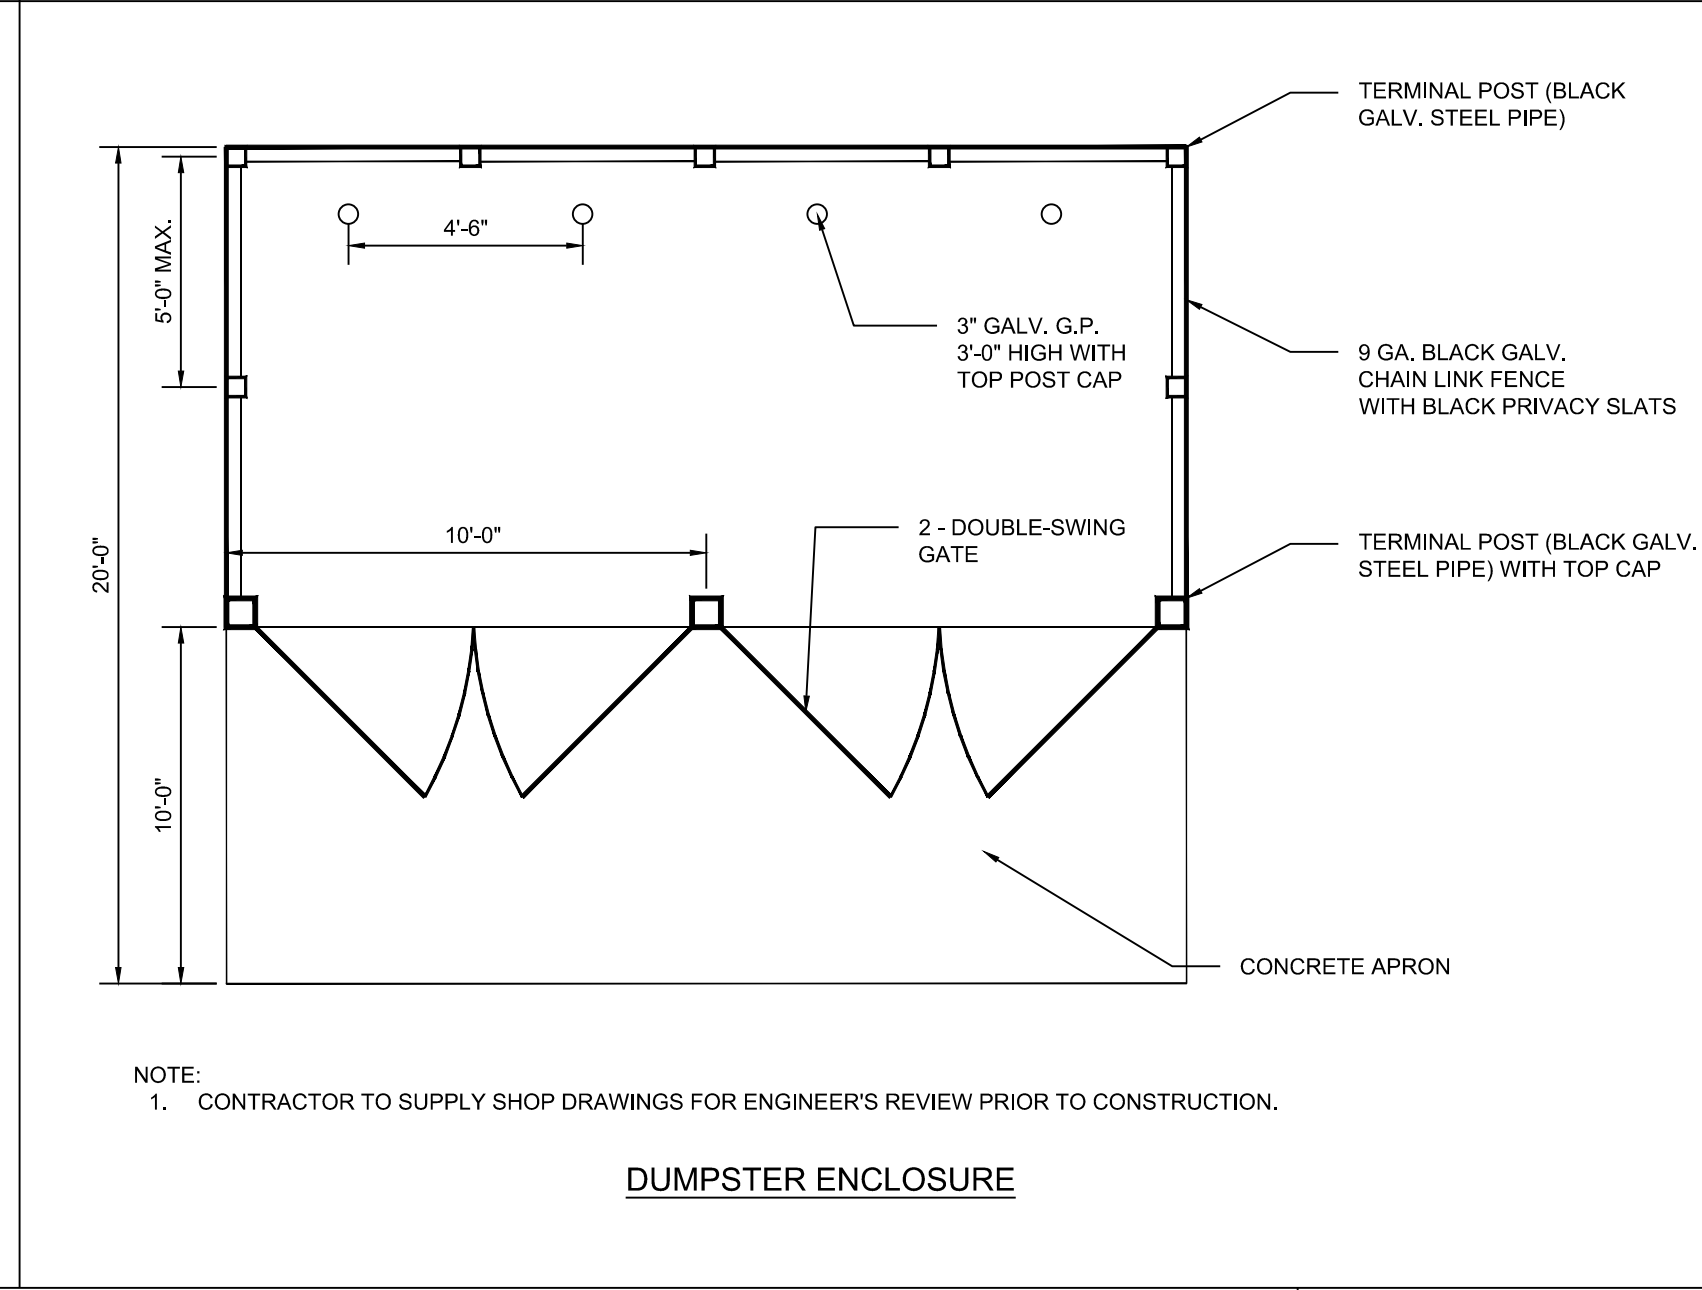 TERMINAL POST (BLACK
GALV. STEEL PIPE)
4'-6"
5'-0" MAX.
3" GALV. G.P.
3'-0" HIGH WITH
TOP POST CAP
9 GA. BLACK GALV.
CHAIN LINK FENCE
WITH BLACK PRIVACY SLATS
10'-0"
2 - DOUBLE-SWING
GATE
TERMINAL POST (BLACK GALV.
STEEL PIPE) WITH TOP CAP
20'-0"
10'-0"
CONCRETE APRON
NOTE:
1. CONTRACTOR TO SUPPLY SHOP DRAWINGS FOR ENGINEER'S REVIEW PRIOR TO CONSTRUCTION.
DUMPSTER ENCLOSURE